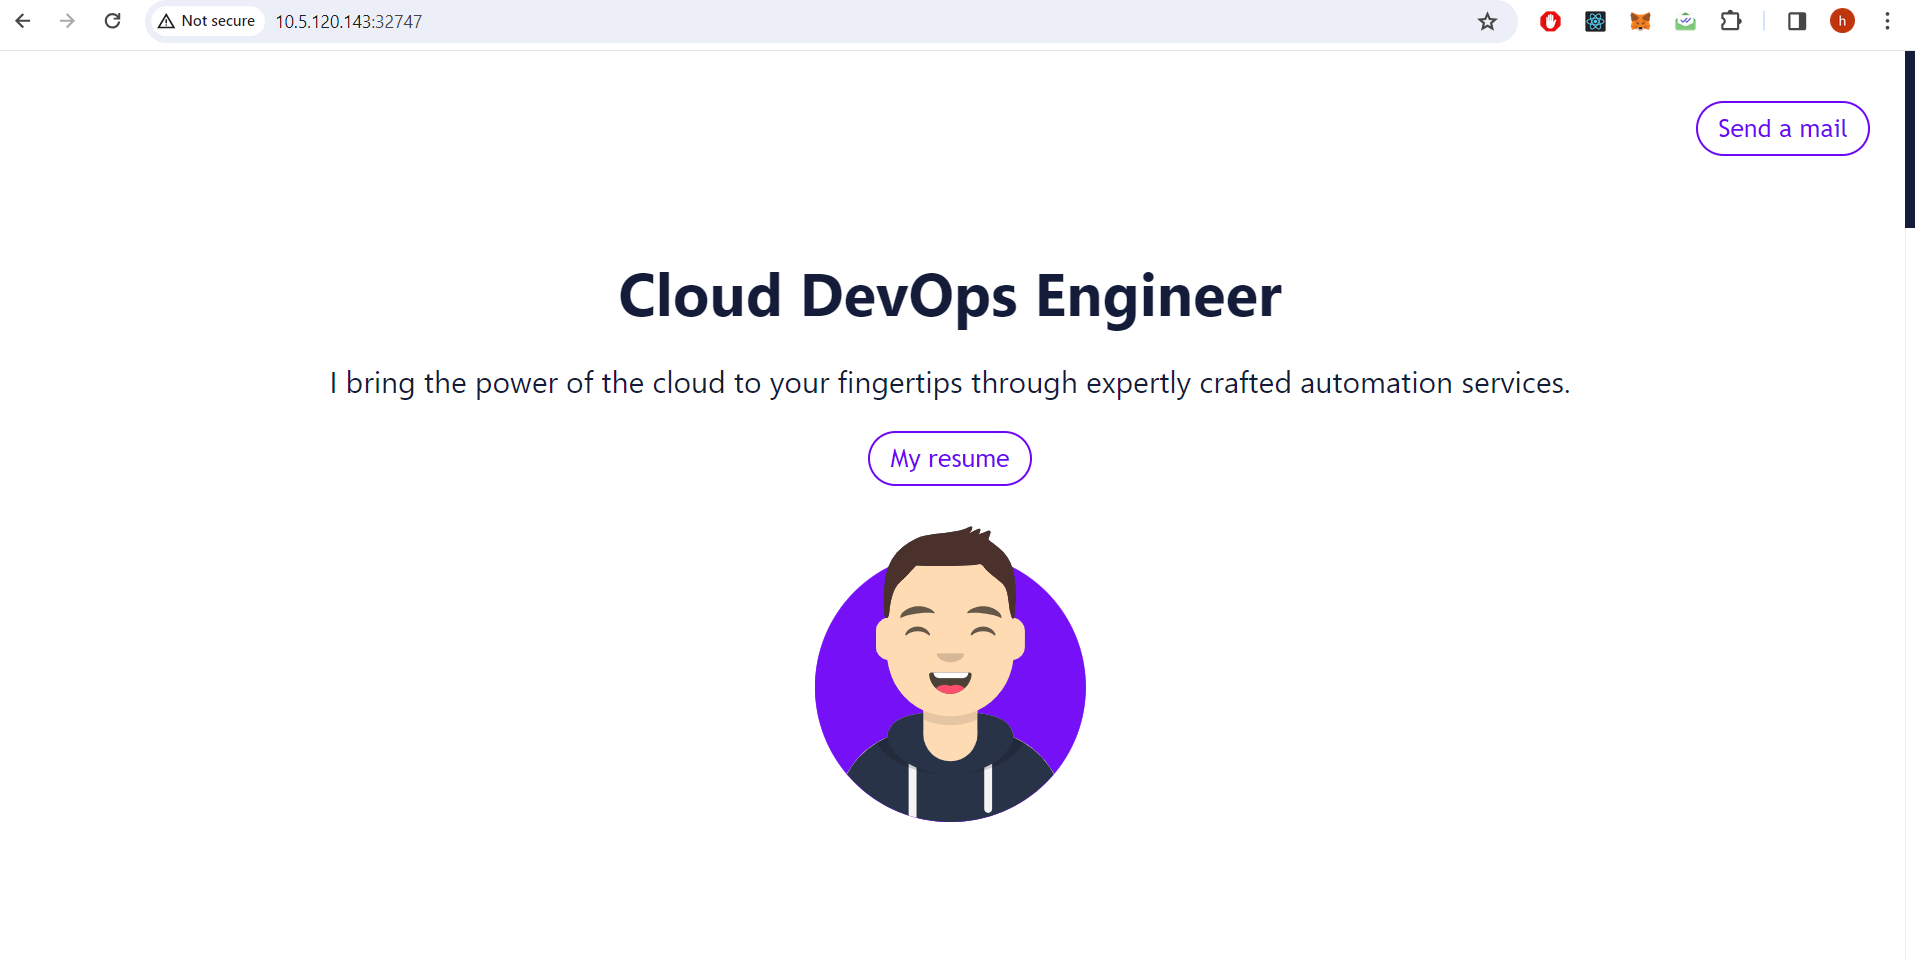 Not secure 10.5.120.143:32747
h
Send a mail
Cloud DevOps Engineer
I bring the power of the cloud to your fingertips through expertly crafted automation services.
My resume